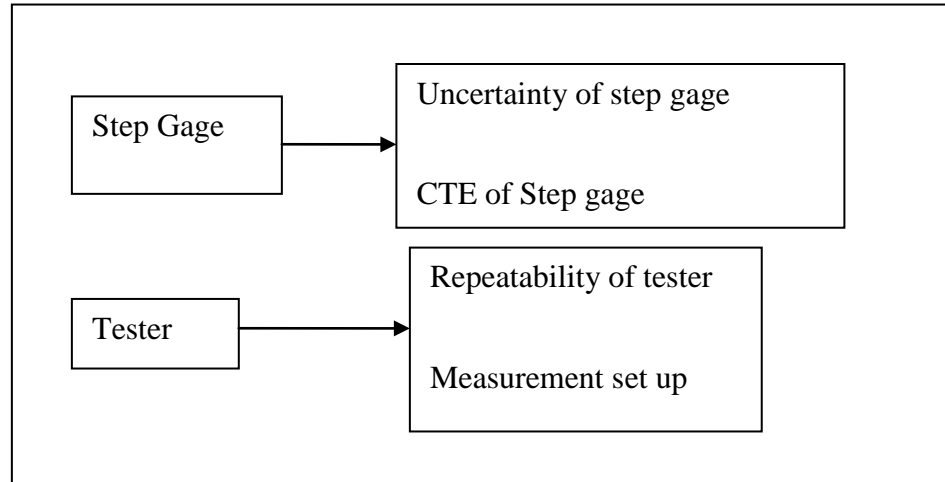 Step Gage
Uncertainty of step gage
CTE of Step gage
Tester
Repeatability of tester
Measurement set up